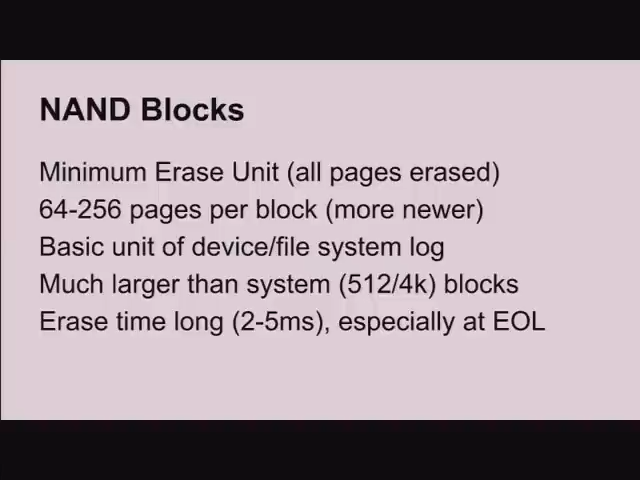 NAND Blocks
Minimum Erase Unit (all pages erased)
64-256 pages per block (more newer)
Basic unit of device/file system log
Much larger than system (512/4k) blocks
Erase time long (2-5ms), especially at EOL